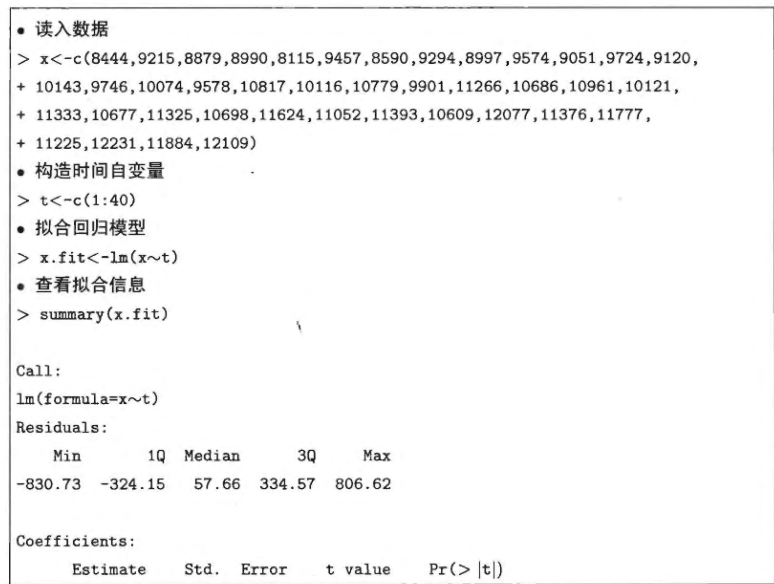 • 读入数据
> x<-c(8444,9215,8879,8990,8115,9457,8590,9294,8997,9574,9051,9724,9120,
+ 10143,9746,10074,9578,10817,10116,10779,9901,11266,10686,10961,10121,
+ 11333,10677,11325,10698,11624,11052,11393,10609,12077,11376,11777,
+ 11225,12231,11884,12109)
• 构造时间自变量
> t<-c(1:40)
• 拟合回归模型
> x.fit<-lm(x~t)
• 查看拟合信息
> summary(x.fit)
Call:
lm(formula=x~t)
Residuals:
Min 1Q Median 3Q Max
-830.73 -324.15 57.66 334.57 806.62
Coefficients:
Estimate Std. Error t value Pr(> |t|)